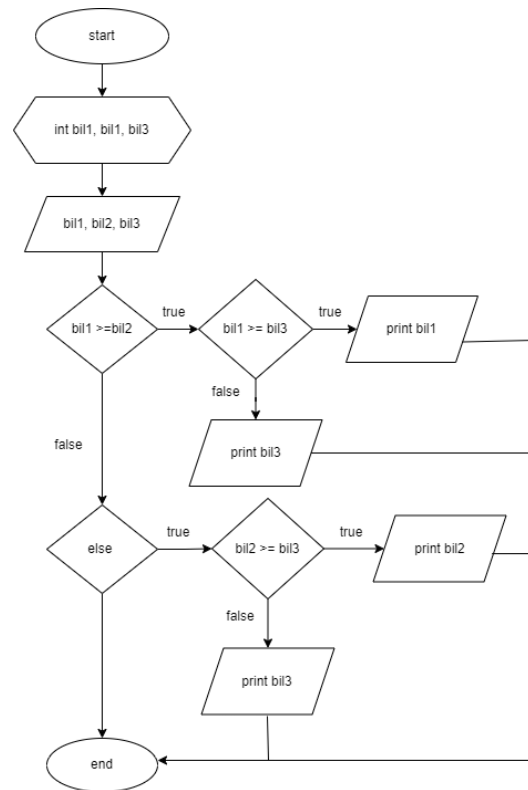 start
int bil1, bil1, bil3
bil1, bil2, bil3
bil1 >=bil2
true
bil1 >= bil3
true
print bil1
false
print bil3
false
else
true
bil2 >= bil3
true
print bil2
false
print bil3
end